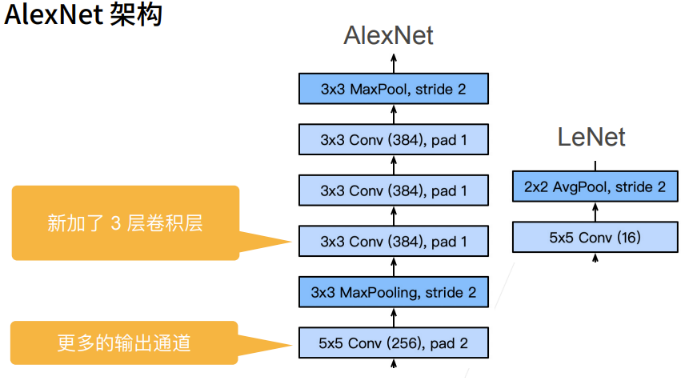 AlexNet 架构
AlexNet
3x3 MaxPool, stride 2
3x3 Conv (384), pad 1
3x3 Conv (384), pad 1
3x3 Conv (384), pad 1
3x3 MaxPooling, stride 2
5x5 Conv (256), pad 2
新加了 3 层卷积层
更多的输出通道
LeNet
2x2 AvgPool, stride 2
5x5 Conv (16)